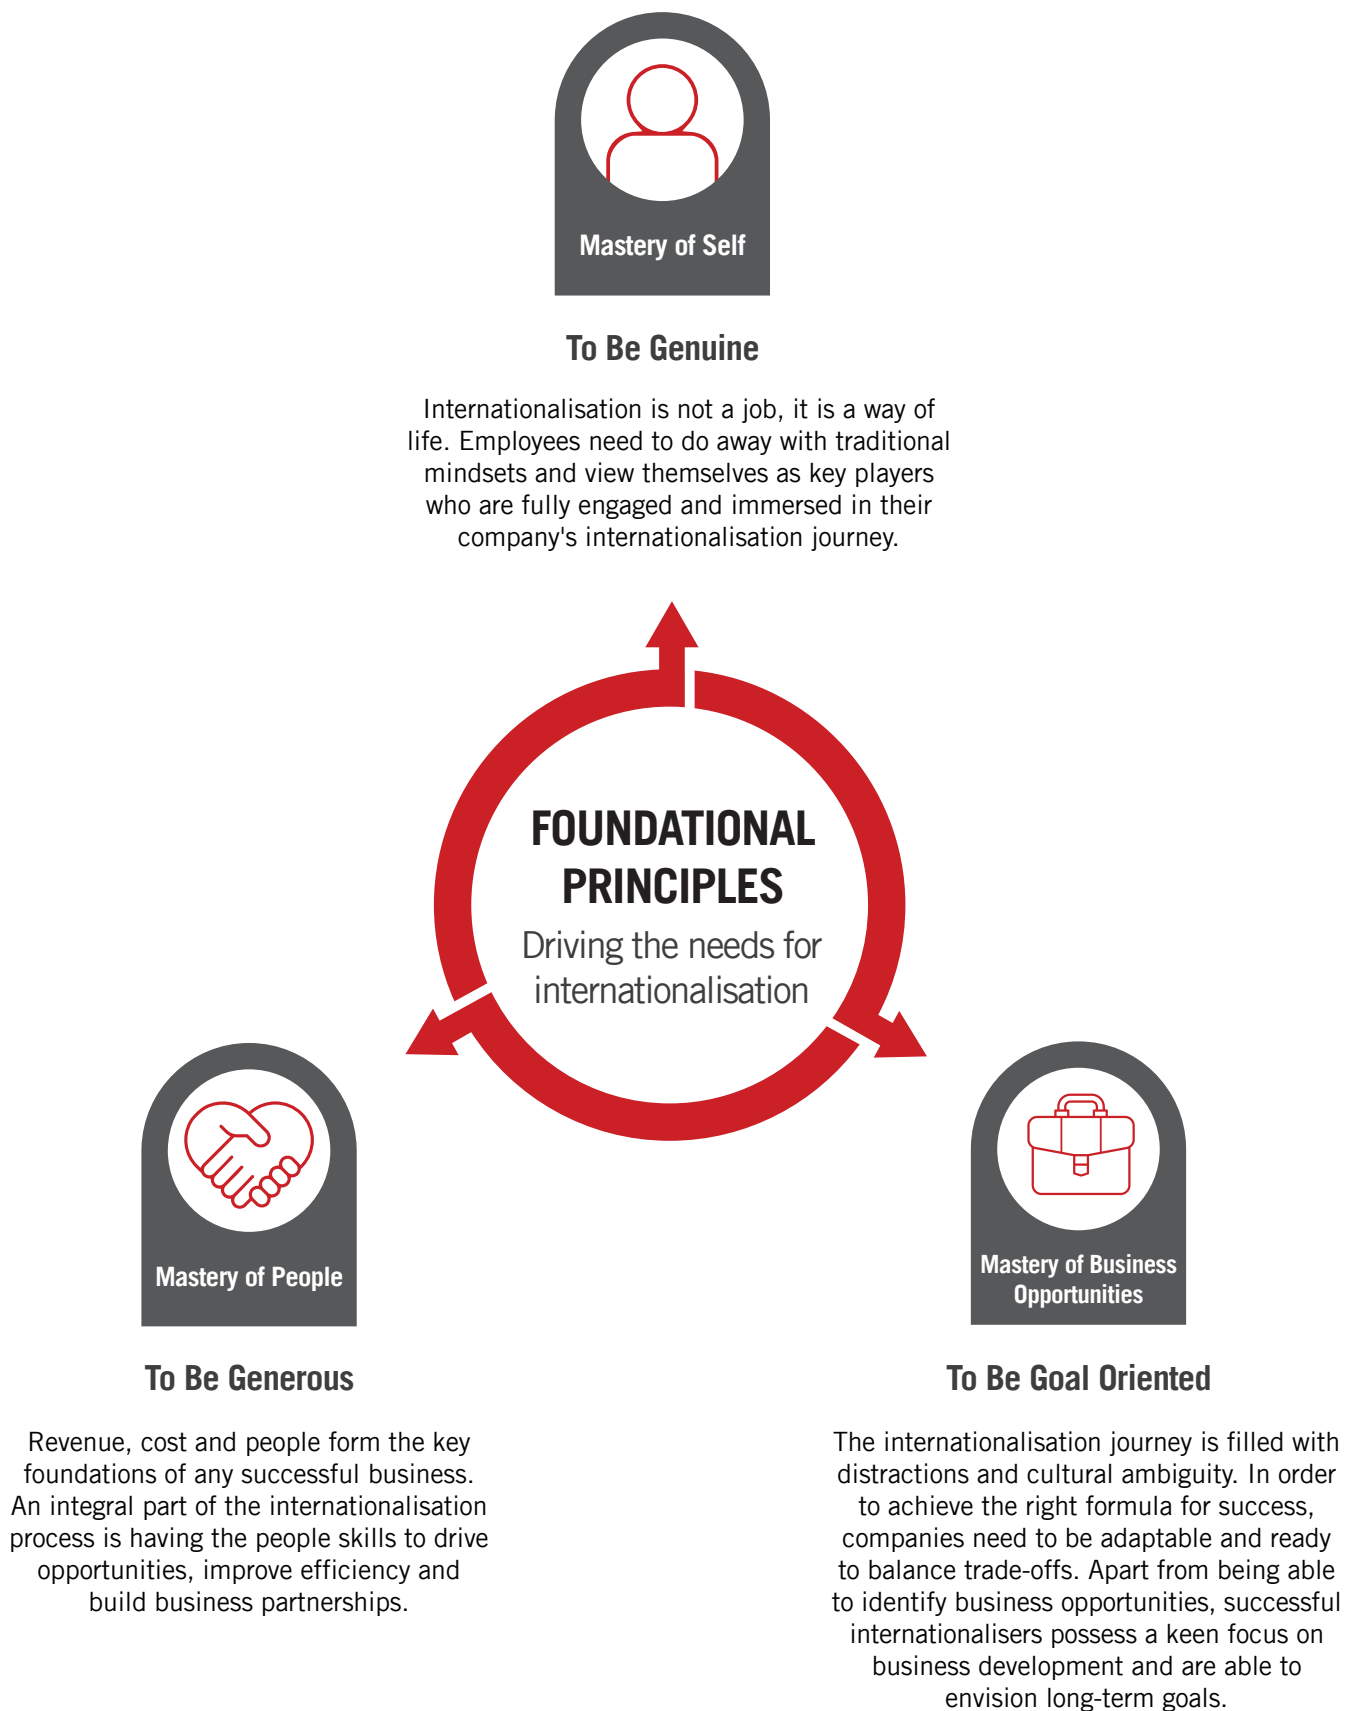 Mastery of Self
To Be Genuine
Internationalisation is not a job, it is a way of
life. Employees need to do away with traditional
mindsets and view themselves as key players
who are fully engaged and immersed in their
company's internationalisation journey.
FOUNDATIONAL
PRINCIPLES
Driving the needs for
internationalisation
Mastery of People
To Be Generous
Revenue, cost and people form the key
foundations of any successful business.
An integral part of the internationalisation
process is having the people skills to drive
opportunities, improve efficiency and
build business partnerships.
Mastery of Business
Opportunities
To Be Goal Oriented
The internationalisation journey is filled with
distractions and cultural ambiguity. In order
to achieve the right formula for success,
companies need to be adaptable and ready
to balance trade-offs. Apart from being able
to identify business opportunities, successful
internationalisers possess a keen focus on
business development and are able to
envision long-term goals.